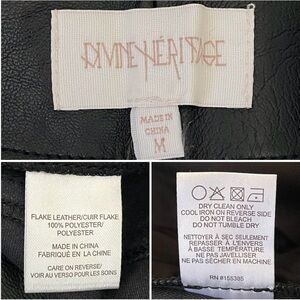 DIVINE HÉRITAGE
MADE IN
CHINA
M
FLAKE LEATHER/CUIR FLAKE
100% POLYESTER/
POLYESTER
MADE IN CHINA
FABRIQUÉ EN LA CHINE
CARE ON REVERSE/
VOIR AU VERSO POUR LES SOINS
DRY CLEAN ONLY
COOL IRON ON REVERSE SIDE
DO NOT BLEACH
DO NOT TUMBLE DRY
NETTOYER À SEC SEULEMENT
REPASSER À L'ENVERS
À BASSE TEMPÉRATURE
NE PAS JAVELLISER
NE PAS SÉCHER EN MACHINE
RN #155385